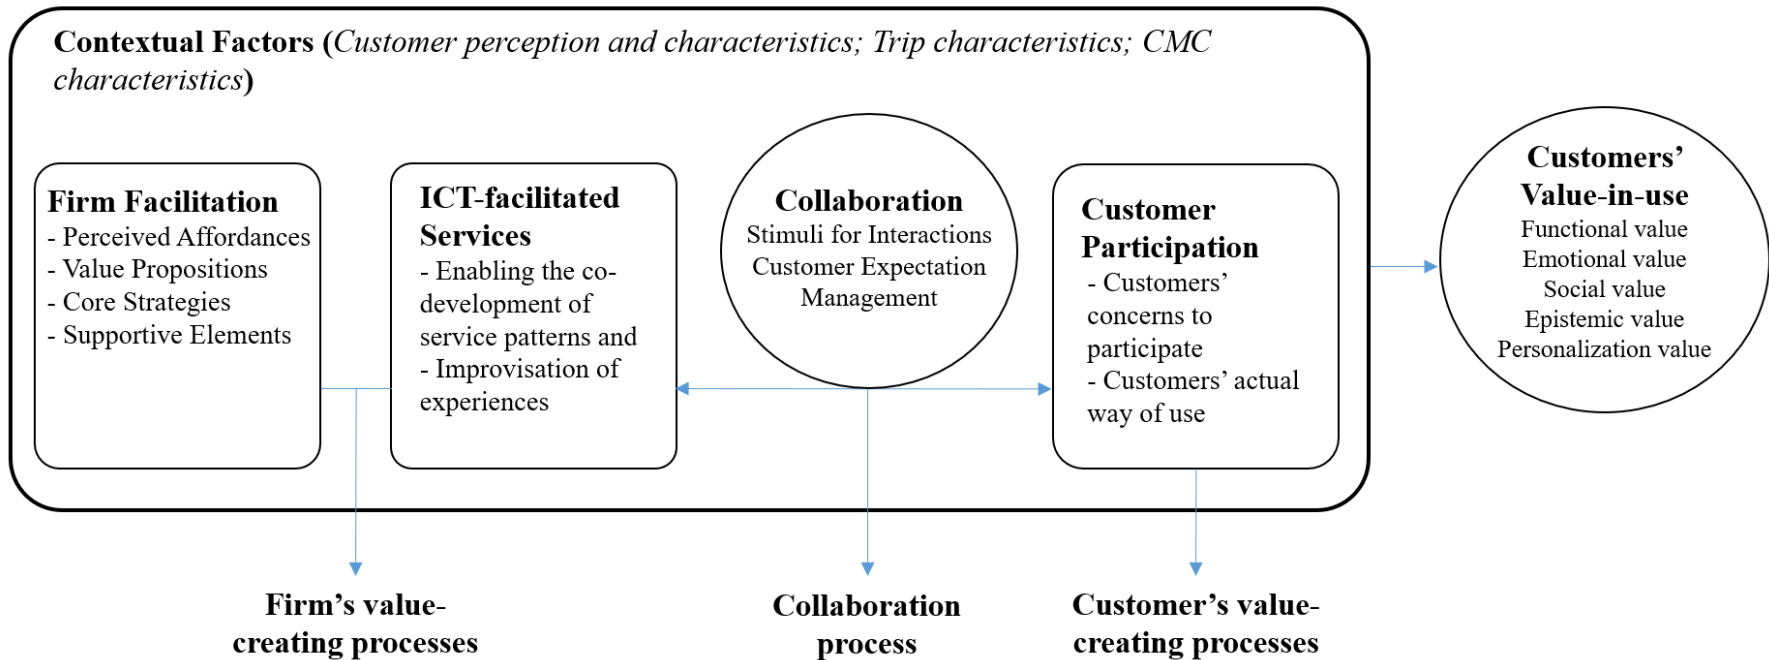 Contextual Factors (Customer perception and characteristics; Trip characteristics; CMC
characteristics)
Firm Facilitation
- Perceived Affordances
- Value Propositions
- Core Strategies
- Supportive Elements
ICT-facilitated
Services
- Enabling the co-
development of
service patterns and
- Improvisation of
experiences
Collaboration
Stimuli for Interactions
Customer Expectation
Management
Customer
Participation
- Customers’
concerns to
participate
- Customers’ actual
way of use
Customers’
Value-in-use
Functional value
Emotional value
Social value
Epistemic value
Personalization value
Firm’s value-
creating processes
Collaboration
process
Customer’s value-
creating processes